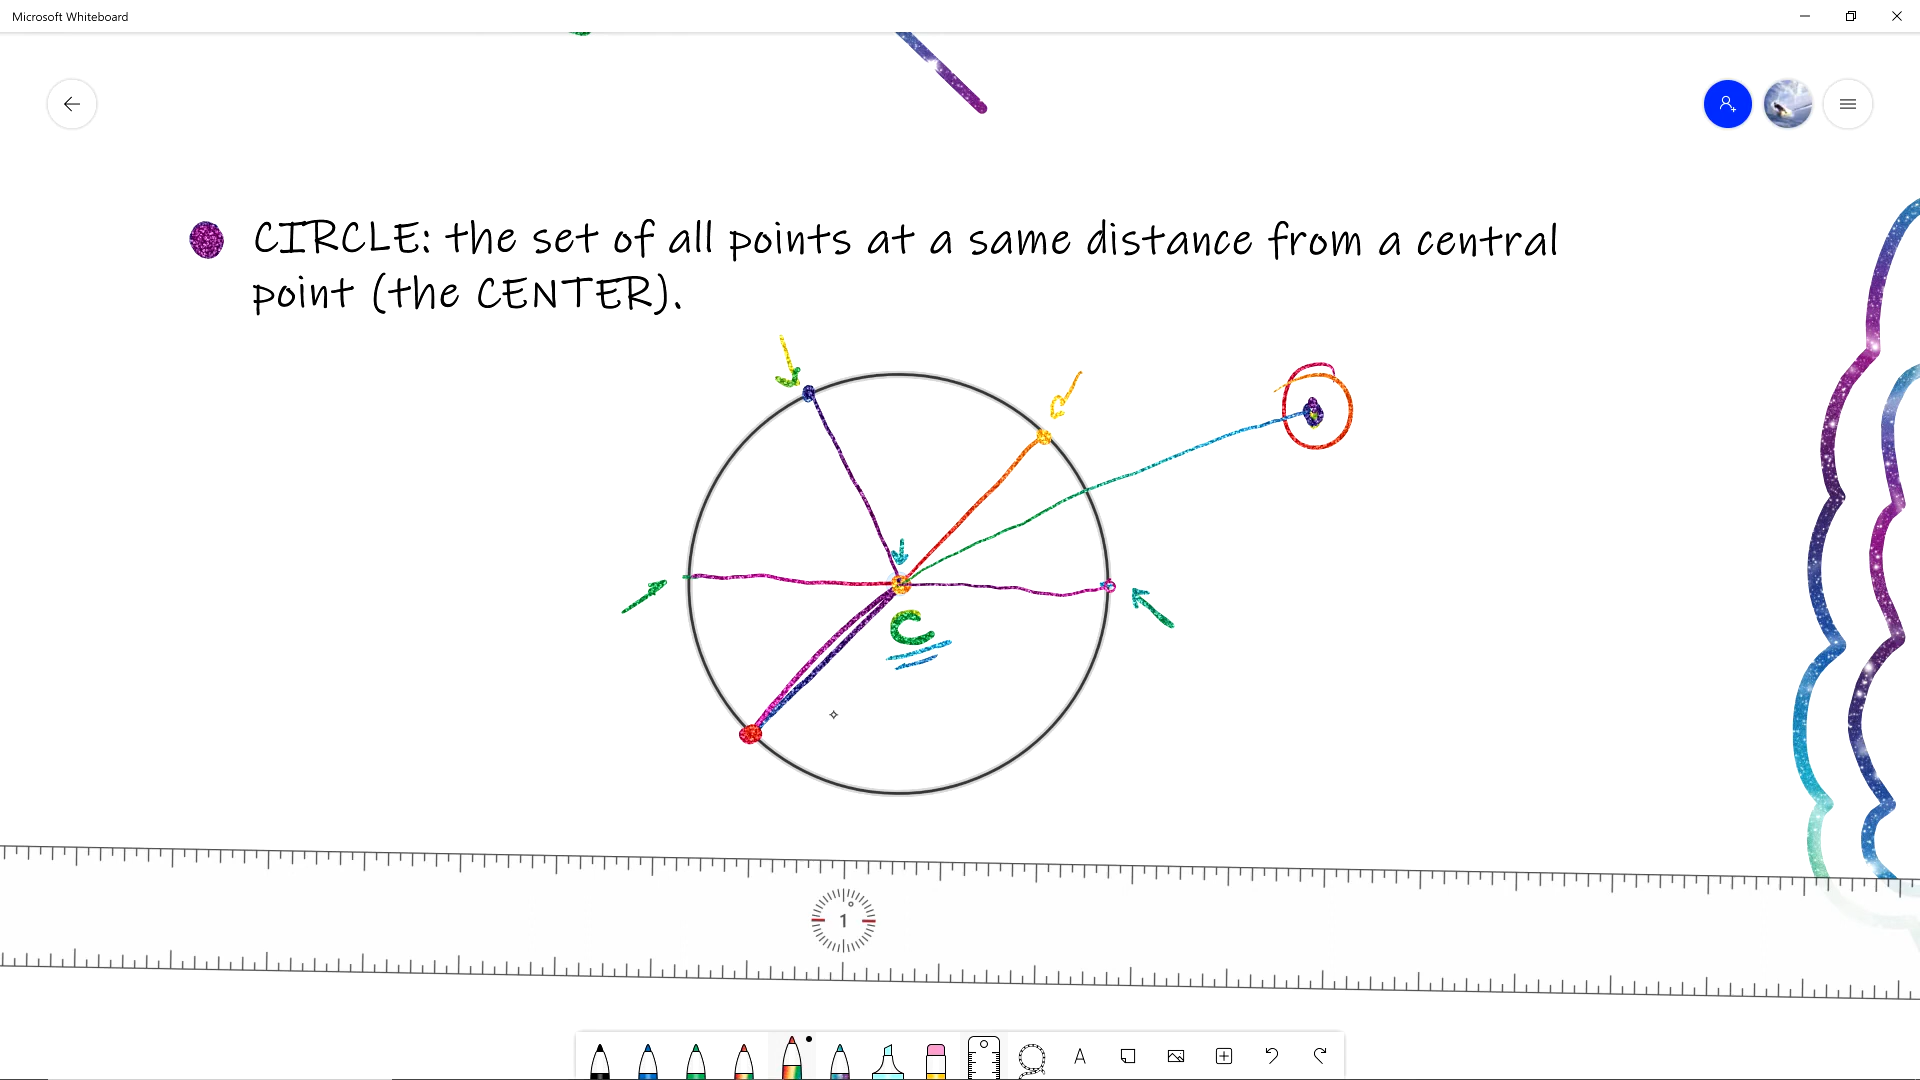 Microsoft Whiteboard
CIRCLE: the set of all points at a same distance from a central
point (the CENTER).
C
1°
A